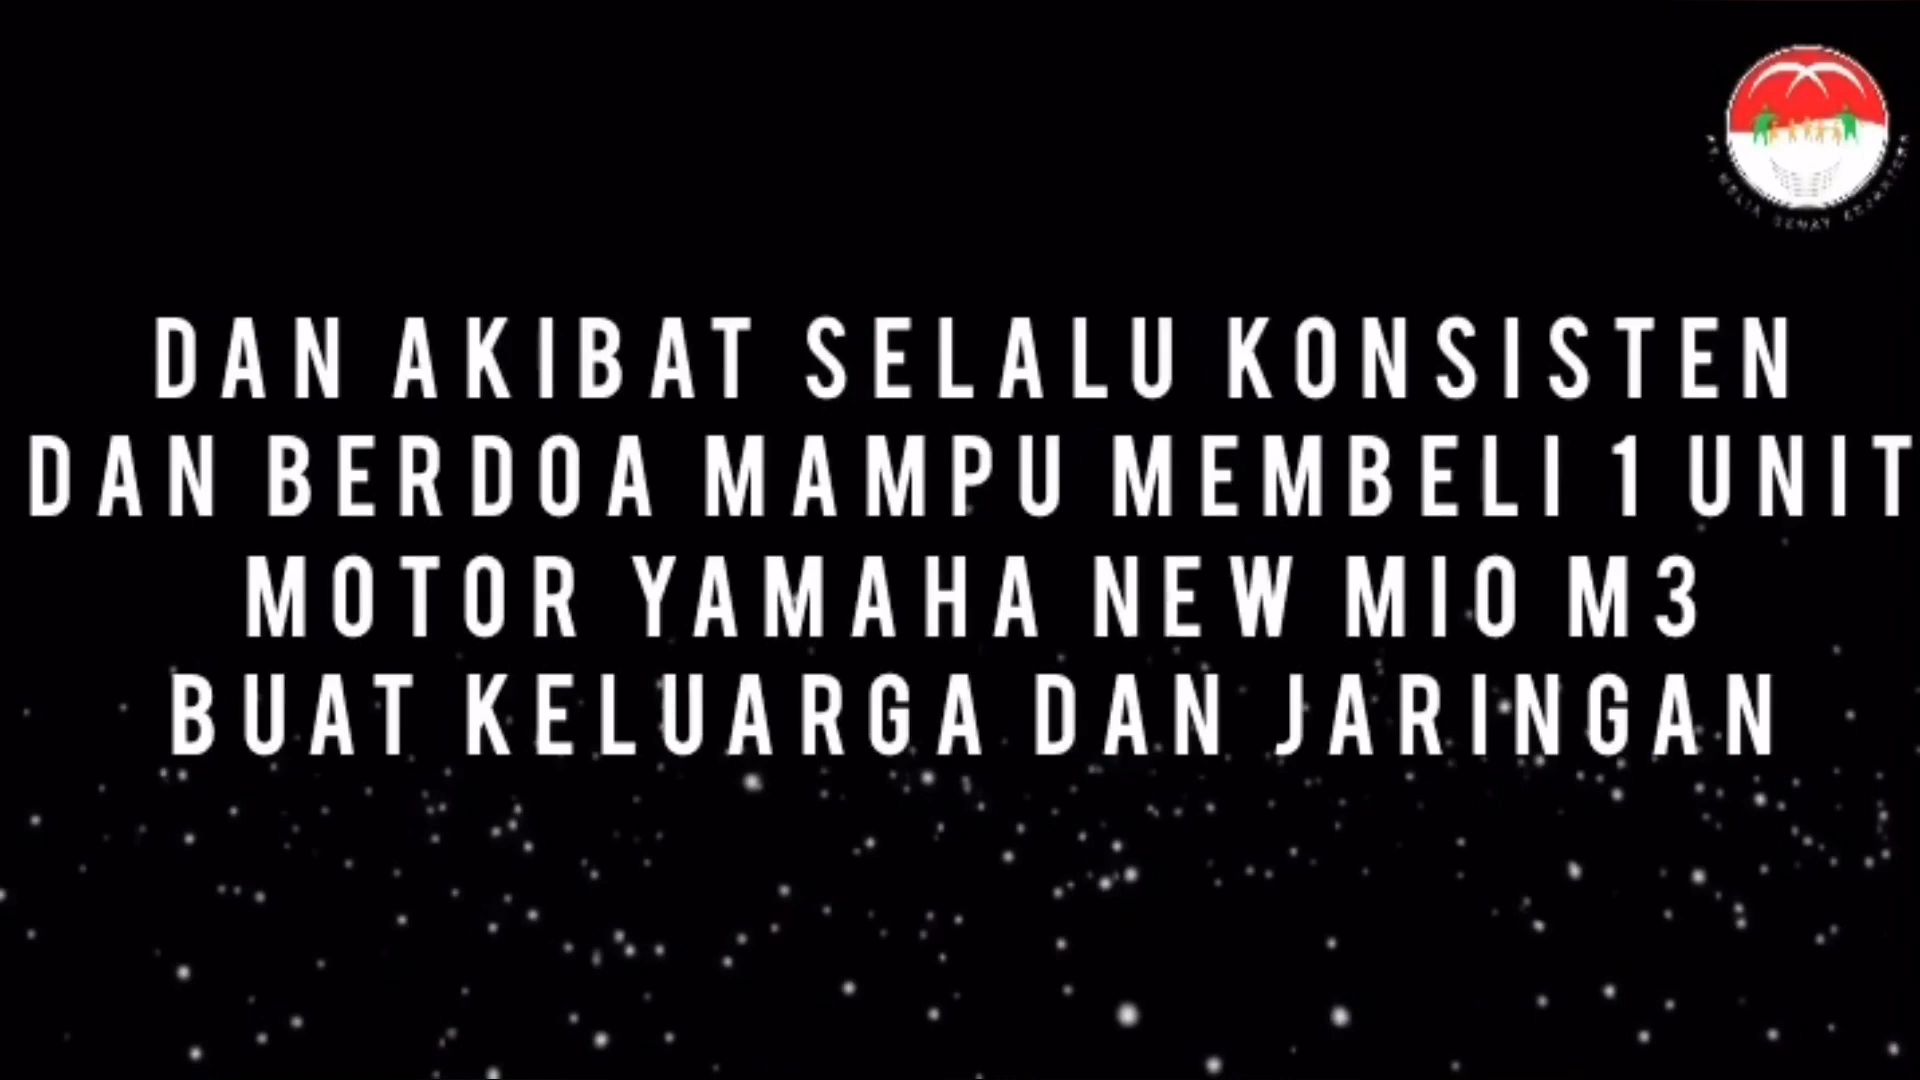 DAN AKIBAT SELALU KONSISTEN
DAN BERDOA MAMPU MEMBELI 1 UNIT
MOTOR YAMAHA NEW MIO M3
BUAT KELUARGA DAN JARINGAN